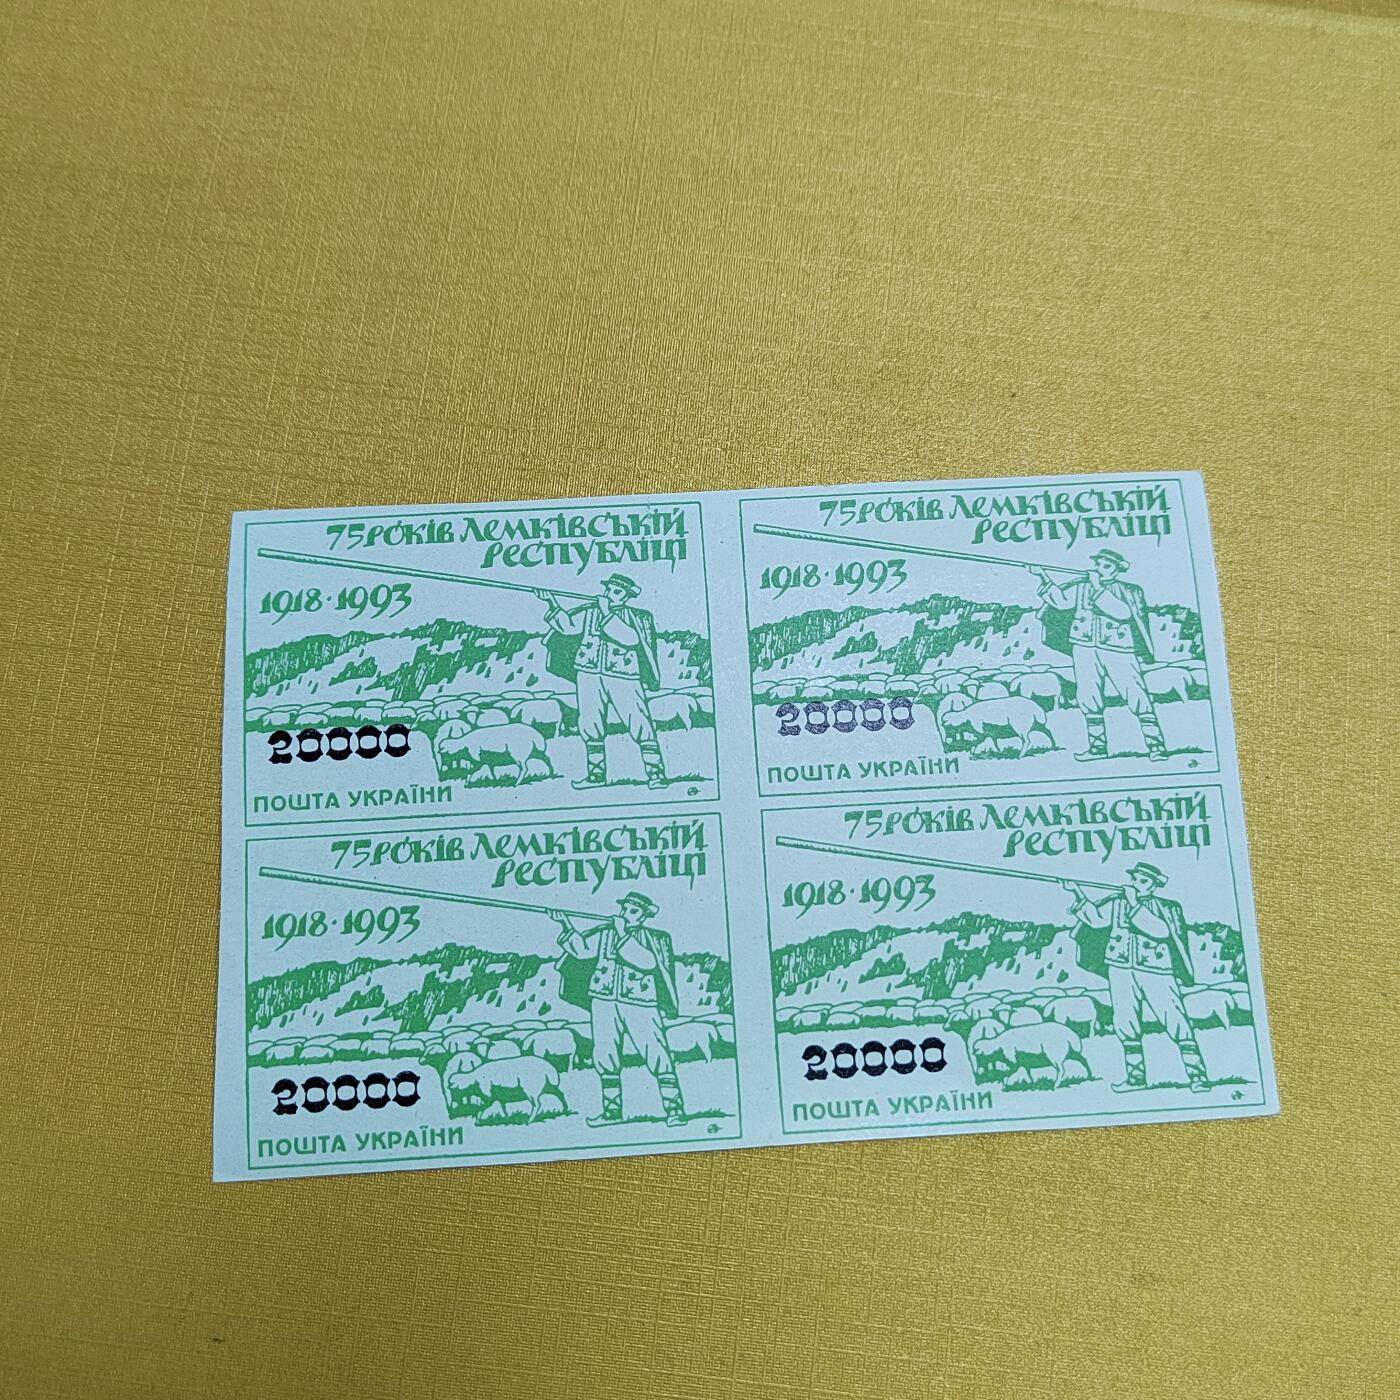 75 РОКІВ ЛЕМКІВСЬКІЙ
РЕСПУБЛІЦІ
1918·1993
20000
ПОШТА УКРАЇНИ
75 РОКІВ ЛЕМКІВСЬКІЙ
РЕСПУБЛІЦІ
1918·1993
20000
ПОШТА УКРАЇНИ
75 РОКІВ ЛЕМКІВСЬКІЙ
РЕСПУБЛІЦІ
1918·1993
20000
ПОШТА УКРАЇНИ
75 РОКІВ ЛЕМКІВСЬКІЙ
РЕСПУБЛІЦІ
1918·1993
20000
ПОШТА УКРАЇНИ